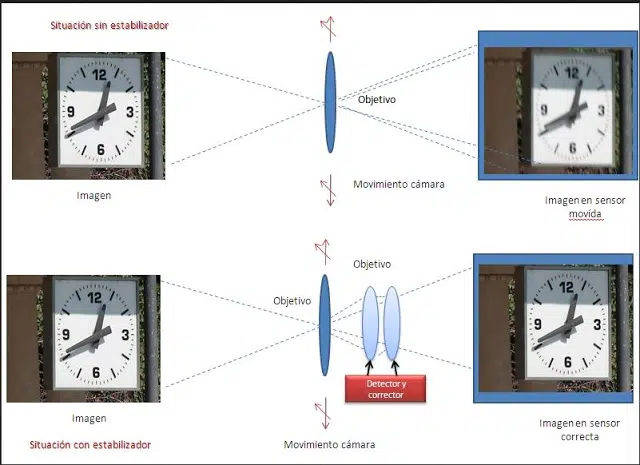 Situación sin estabilizador
12
9
3
6
Imagen
Objetivo
Movimiento cámara
12
9
3
6
Imagen en sensor
movida
Objetivo
Objetivo
12
9
3
6
Imagen
Detector y
corrector
12
9
3
6
Imagen en sensor
correcta
Situación con estabilizador
Movimiento cámara